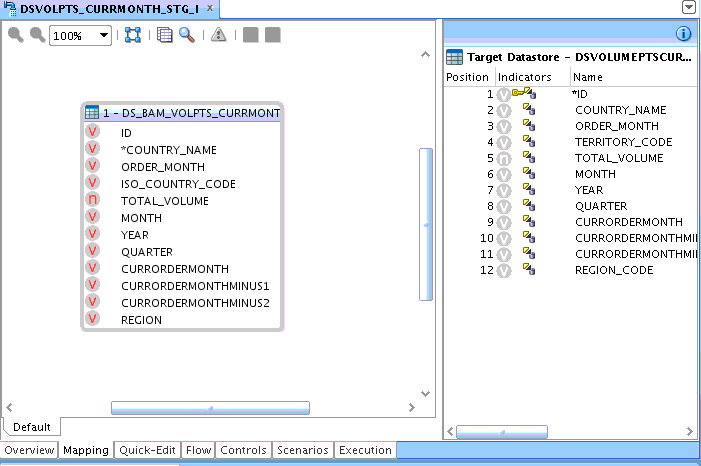 DSVOLPTS_CURRMONTH_STG_I x
100%
1 - DS_BAM_VOLPTS_CURRMONT
V ID
V *COUNTRY_NAME
V ORDER_MONTH
V ISO_COUNTRY_CODE
n TOTAL_VOLUME
V MONTH
V YEAR
V QUARTER
V CURRORDERMONTH
V CURRORDERMONTHMINUS1
V CURRORDERMONTHMINUS2
V REGION
Default
Target Datastore - DSVOLUMEPTSCUR...
Position Indicators Name
1 V *ID
2 V COUNTRY_NAME
3 V ORDER_MONTH
4 V TERRITORY_CODE
5 n TOTAL_VOLUME
6 V MONTH
7 V YEAR
8 V QUARTER
9 V CURRORDERMONTH
10 V CURRORDERMONTHMI
11 V CURRORDERMONTHMI
12 V REGION_CODE
Overview Mapping Quick-Edit Flow Controls Scenarios Execution